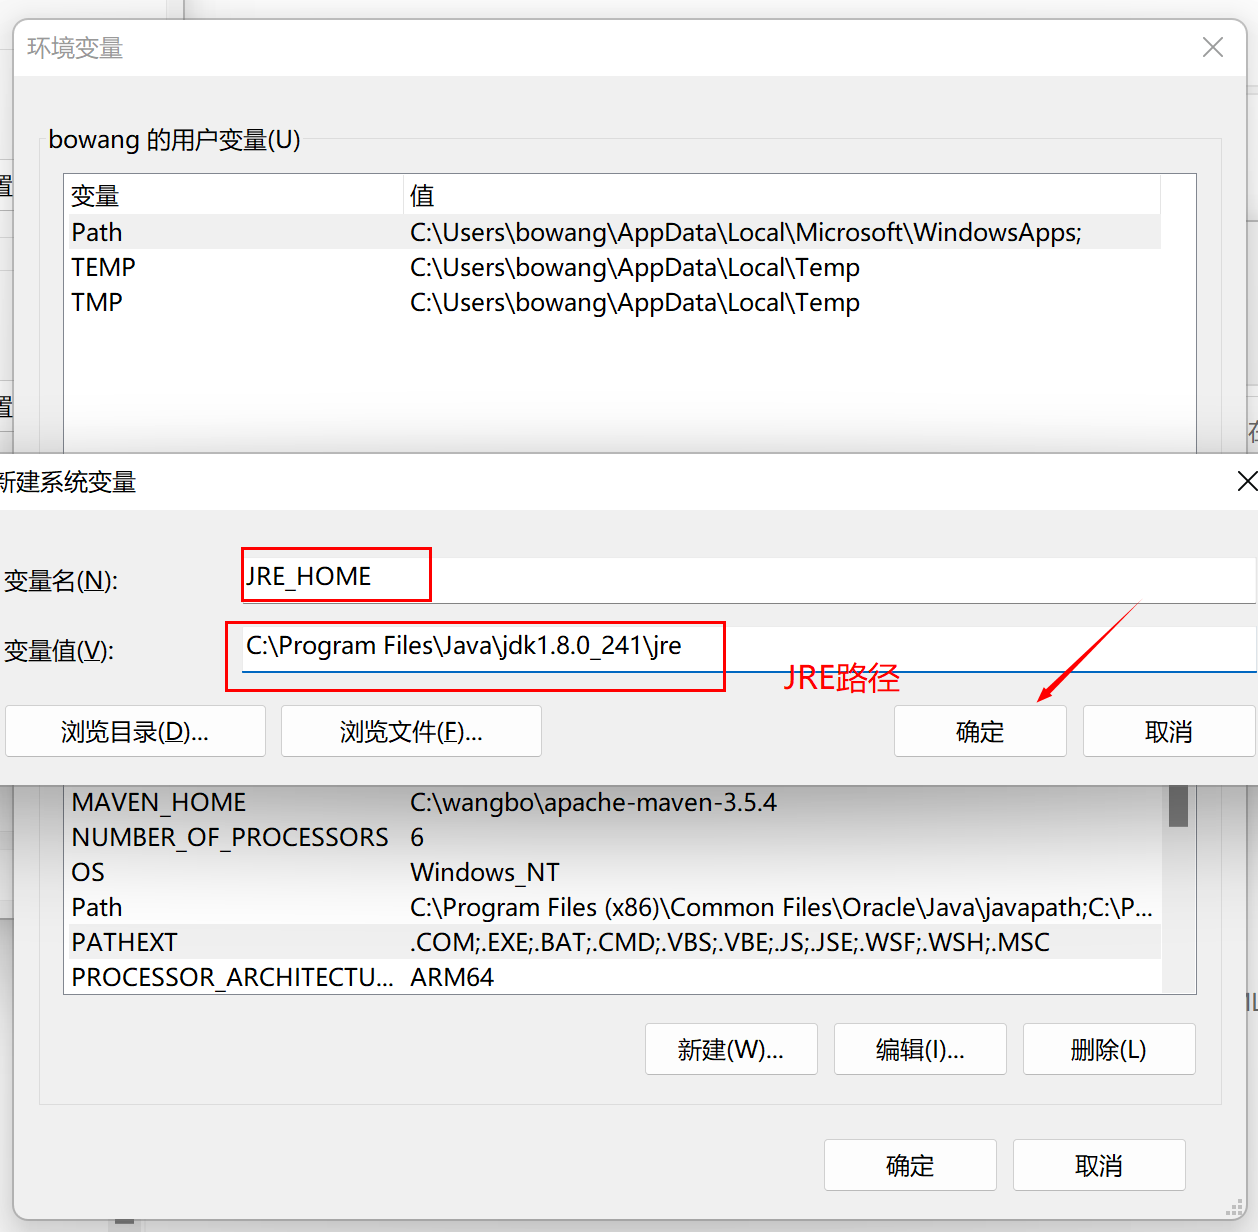 环境变量
bowang 的用户变量(U)
变量 值
Path C:\Users\bowang\AppData\Local\Microsoft\WindowsApps;
TEMP C:\Users\bowang\AppData\Local\Temp
TMP C:\Users\bowang\AppData\Local\Temp
置
置
在
新建系统变量
变量名(N):
JRE_HOME
变量值(V):
C:\Program Files\Java\jdk1.8.0_241\jre
JRE路径
浏览目录(D)... 浏览文件(F)... 确定 取消
MAVEN_HOME C:\wangbo\apache-maven-3.5.4
NUMBER_OF_PROCESSORS 6
OS Windows_NT
Path C:\Program Files (x86)\Common Files\Oracle\Java\javapath;C:\P...
PATHEXT .COM;.EXE;.BAT;.CMD;.VBS;.VBE;.JS;.JSE;.WSF;.WSH;.MSC
PROCESSOR_ARCHITECTU... ARM64
新建(W)... 编辑(I)... 删除(L)
确定 取消